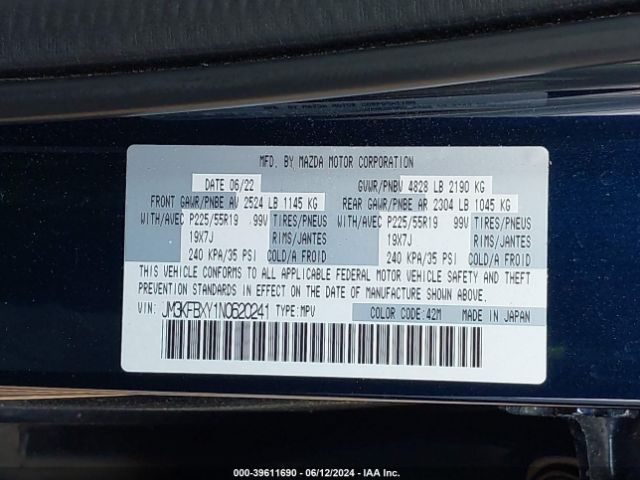 MFD. BY MAZDA MOTOR CORPORATION
DATE 06/22 GVWR/PNBV 4828 LB 2190 KG
FRONT GAWR/PNBE AV 2524 LB 1145 KG REAR GAWR/PNBE AR 2304 LB 1045 KG
WITH/AVEC P225/55R19 99V TIRES/PNEUS WITH/AVEC P225/55R19 99V TIRES/PNEUS
19X7J RIMS/JANTES 19X7J RIMS/JANTES
240 KPA/35 PSI COLD/A FROID 240 KPA/35 PSI COLD/A FROID
THIS VEHICLE CONFORMS TO ALL APPLICABLE FEDERAL MOTOR VEHICLE SAFETY AND THEFT
PREVENTION STANDARDS IN EFFECT ON THE DATE OF MANUFACTURE SHOWN ABOVE.
VIN: JM3KFBXY1N0620241 TYPE:MPV COLOR CODE:42M MADE IN JAPAN
000-39611690 - 06/12/2024 - IAA Inc.